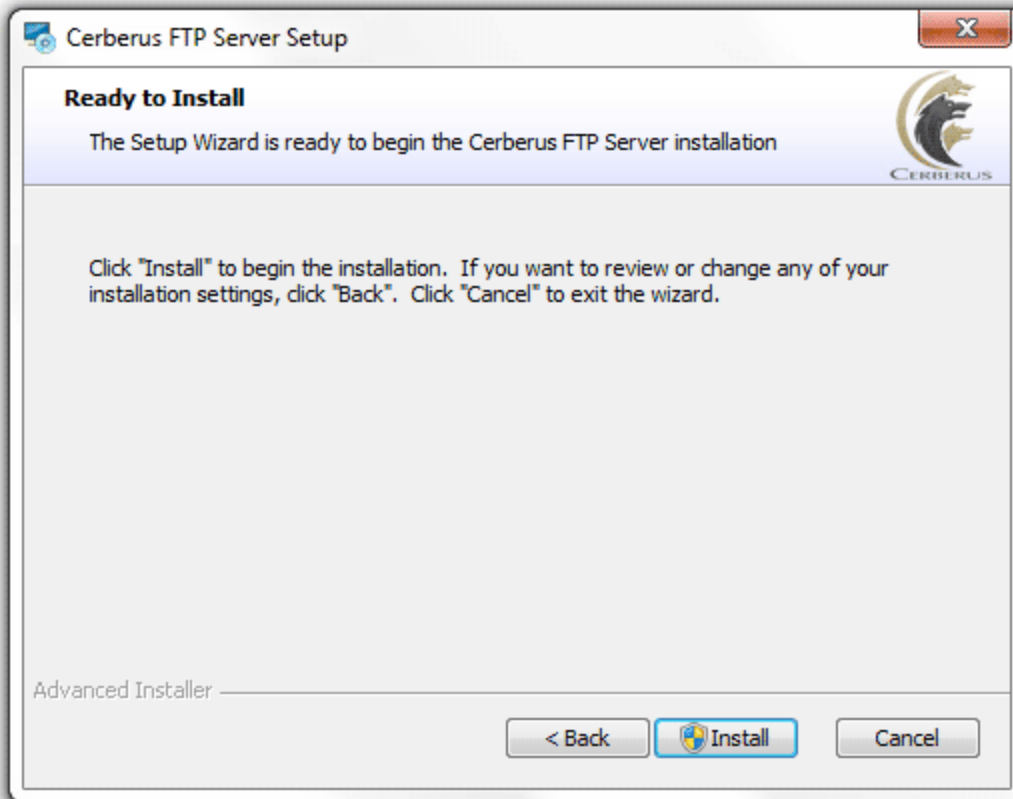 Cerberus FTP Server Setup
X
Ready to Install
The Setup Wizard is ready to begin the Cerberus FTP Server installation
CERBERUS
Click "Install" to begin the installation.  If you want to review or change any of your
installation settings, click "Back".  Click "Cancel" to exit the wizard.
Advanced Installer
< Back
Install
Cancel